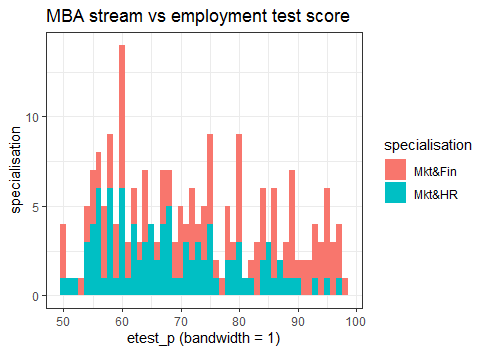 MBA stream vs employment test score
specialisation
10
5
0
50
60
70
80
90
100
etest_p (bandwidth = 1)
specialisation
Mkt&Fin
Mkt&HR